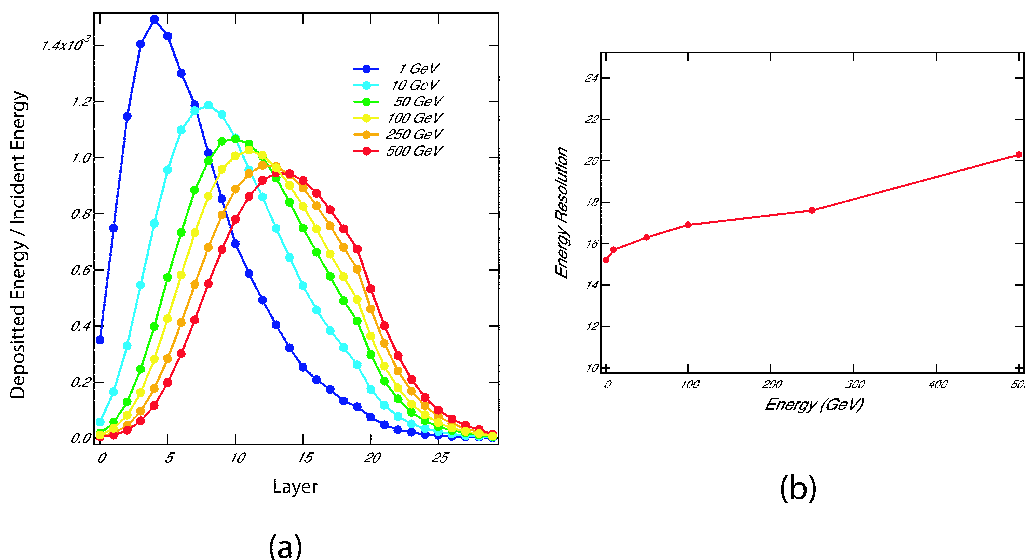 Deposited Energy / Incident Energy
1.4x10⁻³
1.2
1.0
0.8
0.6
0.4
0.2
0.0
1 GeV
10 GeV
50 GeV
100 GeV
250 GeV
500 GeV
0 5 10 15 20 25
Layer
(a)
Energy Resolution
24
22
20
18
16
14
12
10
0 100 200 300 400 50
Energy (GeV)
(b)